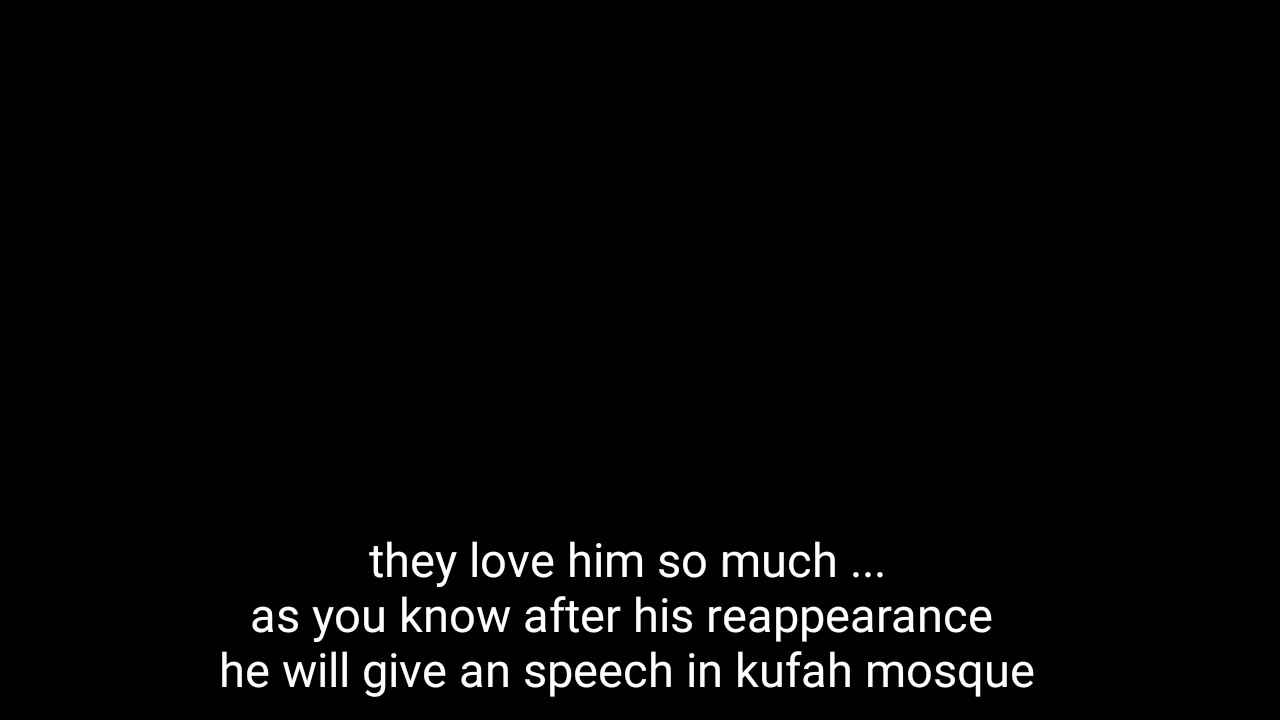 they love him so much ...
as you know after his reappearance
he will give an speech in kufah mosque